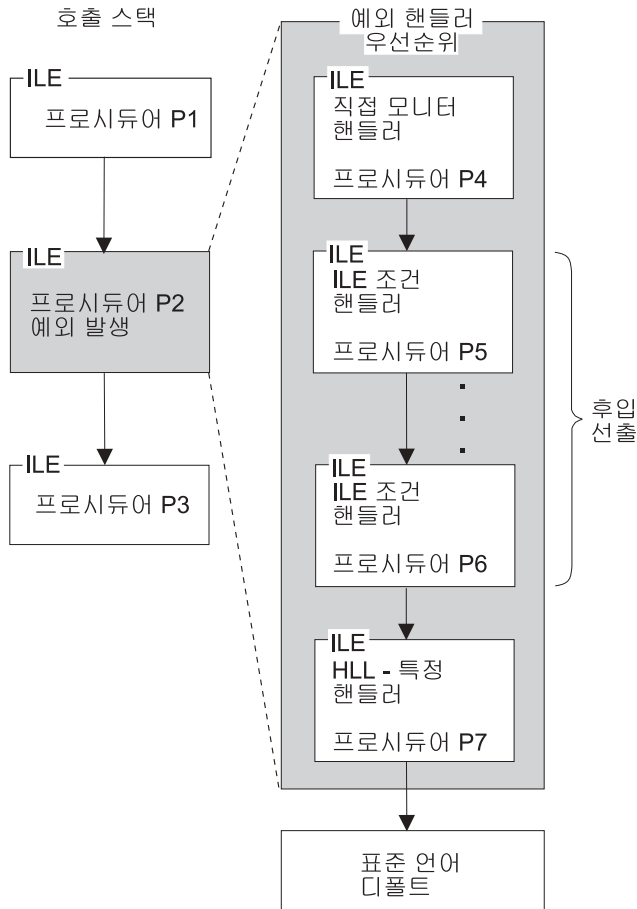 호출 스택
ILE
프로시듀어 P1
ILE
프로시듀어 P2
예외 발생
ILE
프로시듀어 P3
예외 핸들러
우선순위
ILE
직접 모니터
핸들러
프로시듀어 P4
ILE
ILE 조건
핸들러
프로시듀어 P5
ILE
ILE 조건
핸들러
프로시듀어 P6
후입
선출
ILE
HLL - 특정
핸들러
프로시듀어 P7
표준 언어
디폴트